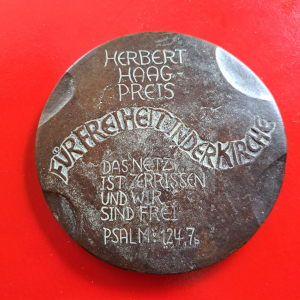 HERBERT
HAAG
PREIS
FÜR FREIHEIT IN DER KIRCHE
DAS NETZ
IST ZERRISSEN
UND WIR
SIND FREI
PSALM 124,7b